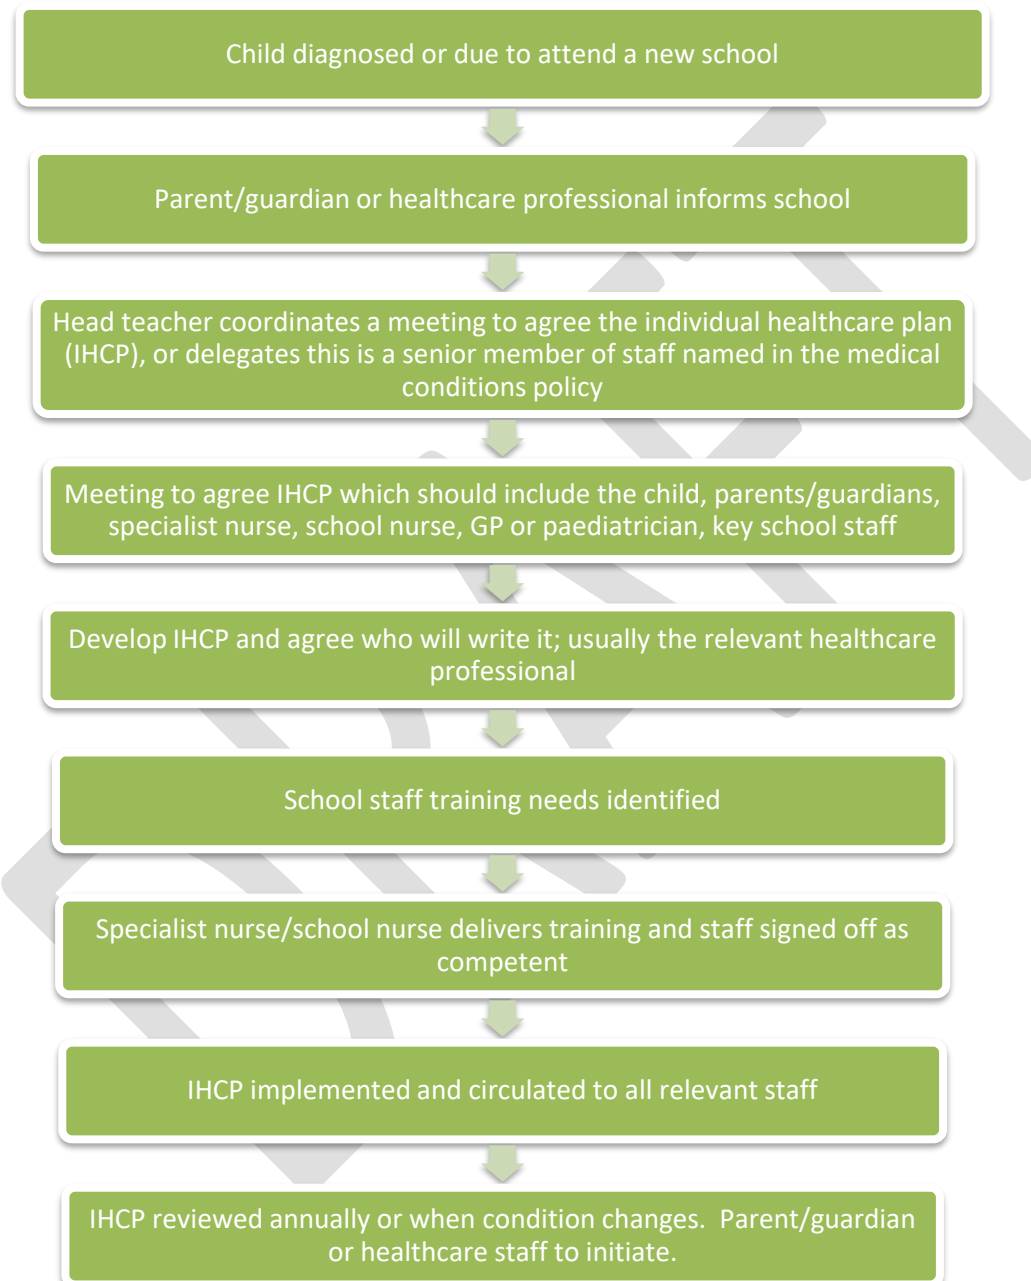 Child diagnosed or due to attend a new school
Parent/guardian or healthcare professional informs school
Head teacher coordinates a meeting to agree the individual healthcare plan
(IHCP), or delegates this is a senior member of staff named in the medical
conditions policy
Meeting to agree IHCP which should include the child, parents/guardians,
specialist nurse, school nurse, GP or paediatrician, key school staff
Develop IHCP and agree who will write it; usually the relevant healthcare
professional
School staff training needs identified
Specialist nurse/school nurse delivers training and staff signed off as
competent
IHCP implemented and circulated to all relevant staff
IHCP reviewed annually or when condition changes.  Parent/guardian
or healthcare staff to initiate.
DRAFT